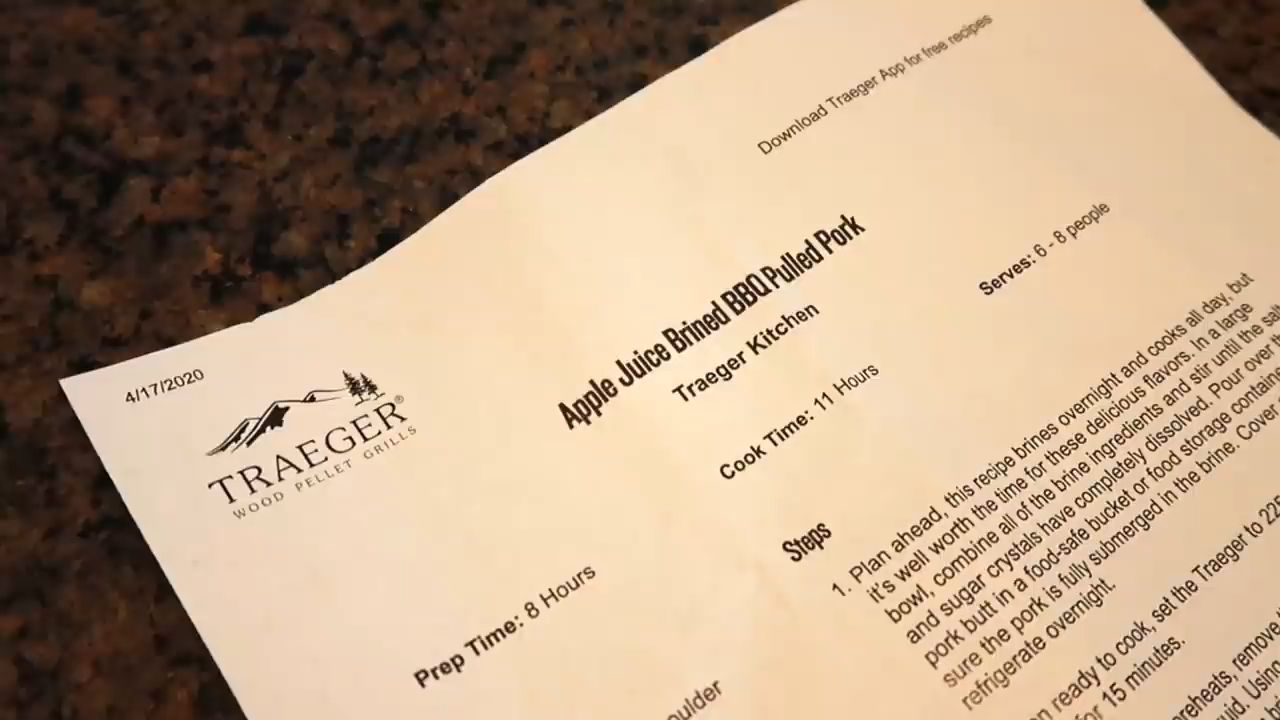 Download Traeger App for free recipes
4/17/2020
TRAEGER®
WOOD PELLET GRILLS
Apple Juice Brined BBQ Pulled Pork
Traeger Kitchen
Prep Time: 8 Hours
Cook Time: 11 Hours
Serves: 6 - 8 people
Steps
1. Plan ahead, this recipe brines overnight and cooks all day, but
it's well worth the time for these delicious flavors. In a large
bowl, combine all of the brine ingredients and stir until the salt
and sugar crystals have completely dissolved. Pour over
pork butt in a food-safe bucket or food storage
sure the pork is fully submerged in the brine. Cover
refrigerate overnight.
ready to cook, set the Traeger to 225
for 15 minutes.
remove
Using